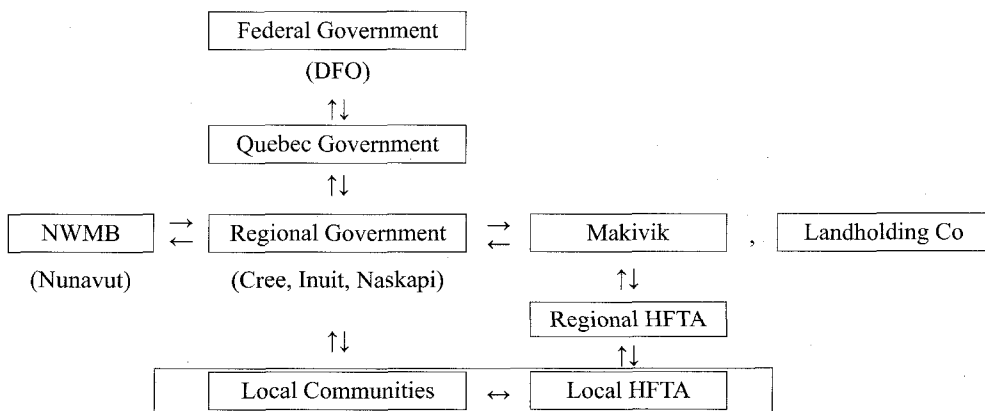 Federal Government
(DFO)
↑↓
Quebec Government
↑↓
NWMB → ← Regional Government → ← Makivik , Landholding Co
(Nunavut) (Cree, Inuit, Naskapi) ↑↓
Regional HFTA
↑↓ ↑↓
Local Communities ↔ Local HFTA